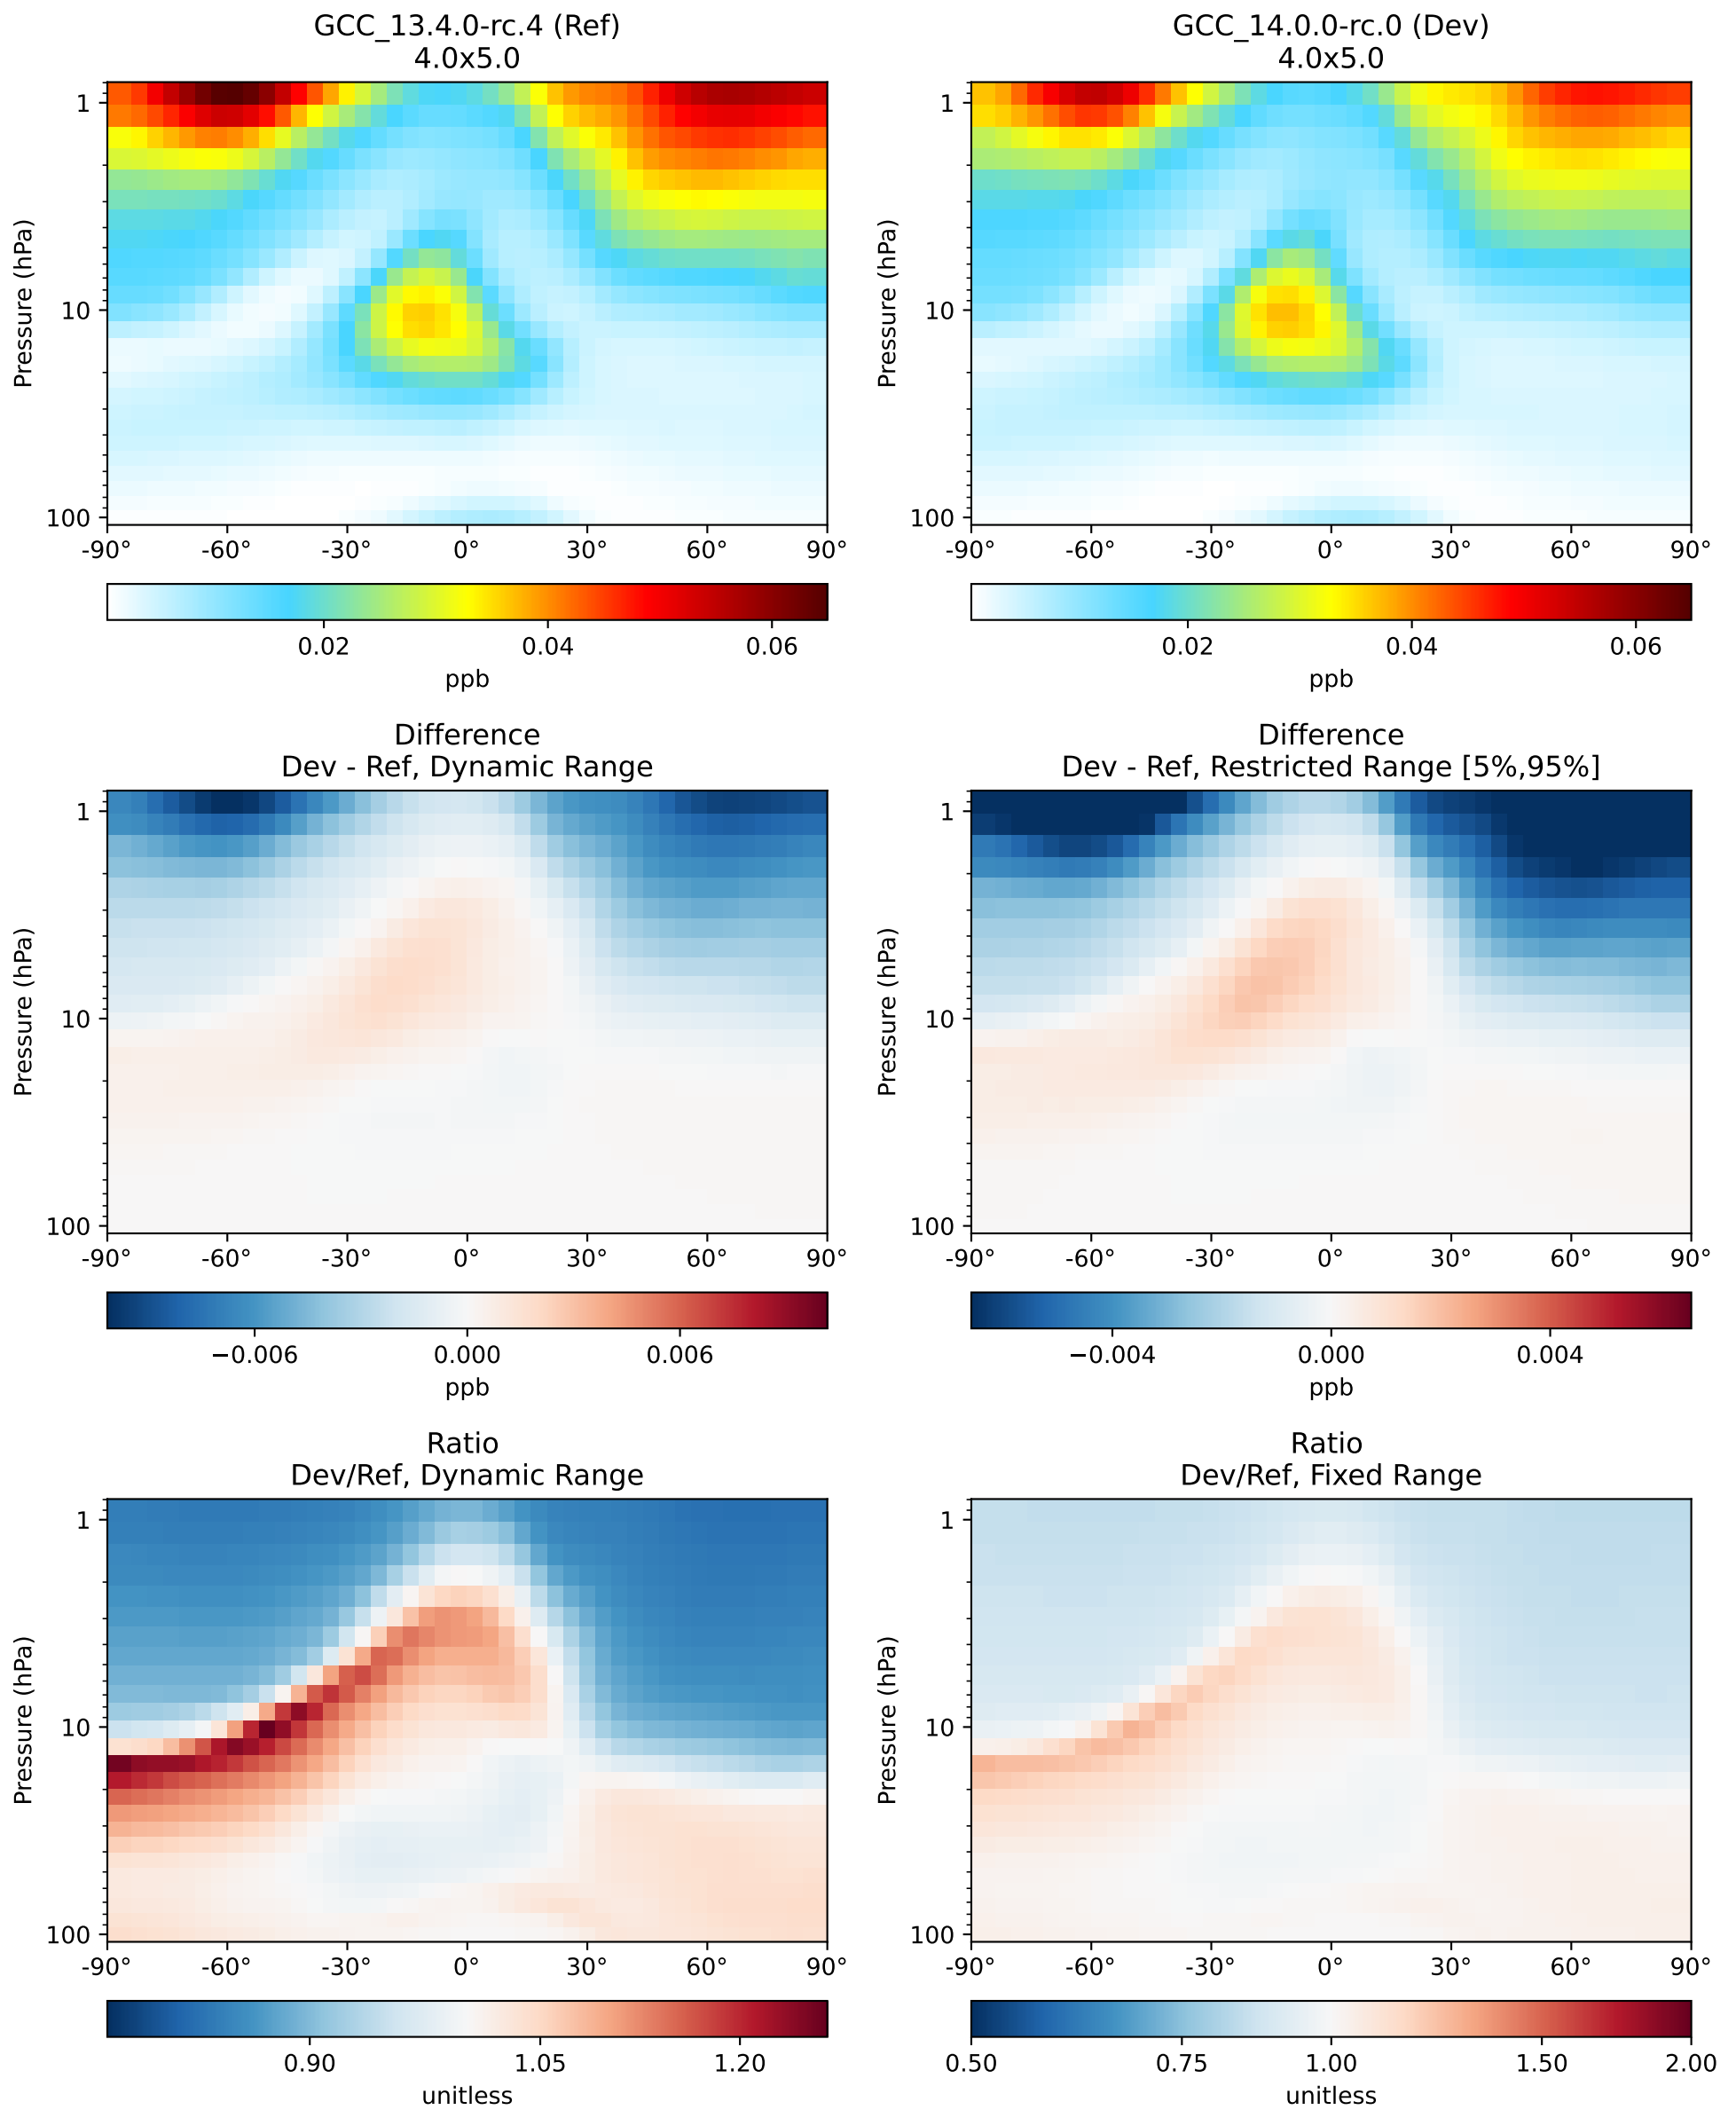 GCC_13.4.0-rc.4 (Ref)
4.0x5.0
Pressure (hPa)
1
10
100
-90° -60° -30° 0° 30° 60° 90°
0.02 0.04 0.06
ppb
GCC_14.0.0-rc.0 (Dev)
4.0x5.0
Pressure (hPa)
1
10
100
-90° -60° -30° 0° 30° 60° 90°
0.02 0.04 0.06
ppb
Difference
Dev - Ref, Dynamic Range
Pressure (hPa)
1
10
100
-90° -60° -30° 0° 30° 60° 90°
−0.006 0.000 0.006
ppb
Difference
Dev - Ref, Restricted Range [5%,95%]
Pressure (hPa)
1
10
100
-90° -60° -30° 0° 30° 60° 90°
−0.004 0.000 0.004
ppb
Ratio
Dev/Ref, Dynamic Range
Pressure (hPa)
1
10
100
-90° -60° -30° 0° 30° 60° 90°
0.90 1.05 1.20
unitless
Ratio
Dev/Ref, Fixed Range
Pressure (hPa)
1
10
100
-90° -60° -30° 0° 30° 60° 90°
0.50 0.75 1.00 1.50 2.00
unitless